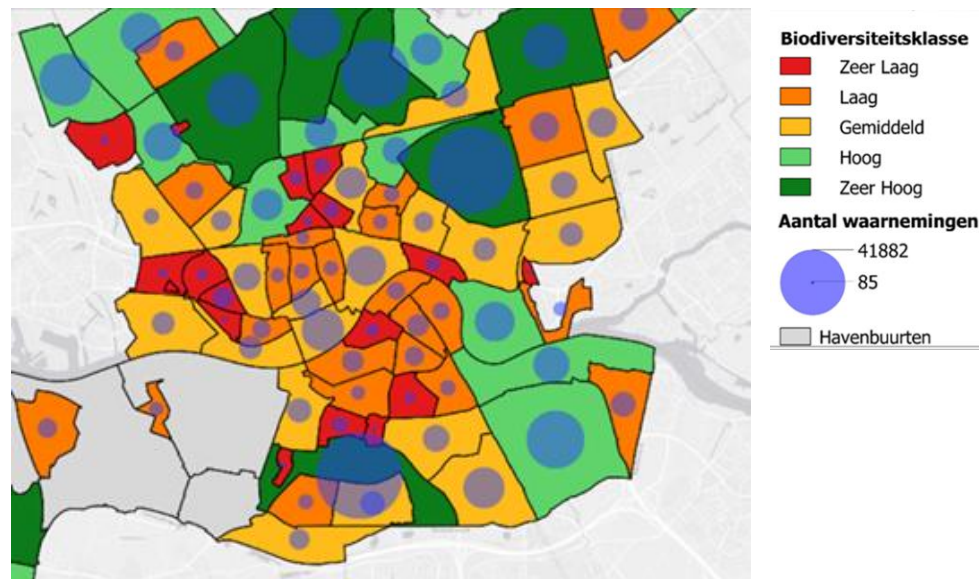 Biodiversiteitsklasse
Zeer Laag
Laag
Gemiddeld
Hoog
Zeer Hoog
Aantal waarnemingen
41882
85
Havenbuurten